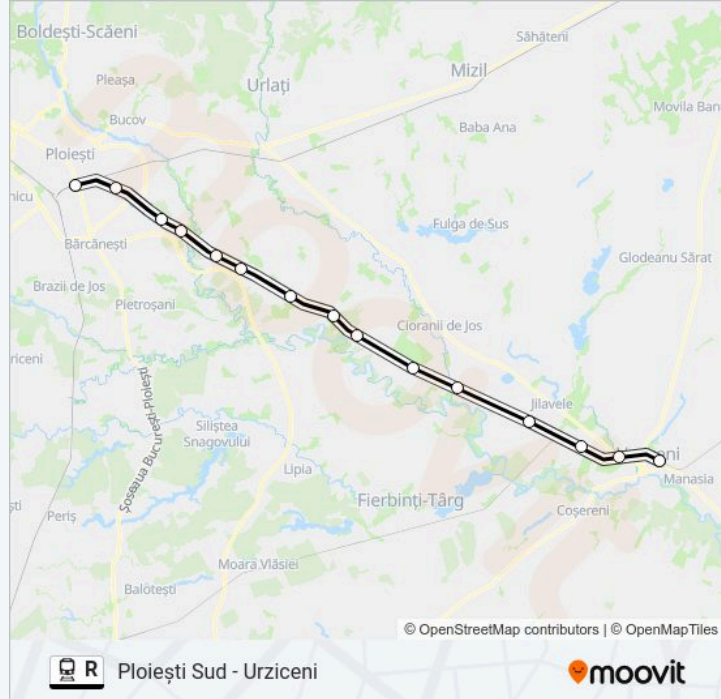 Boldești-Scăeni
Săhăteni
Mizil
Pleașa
Urlați
Movila Ban
Bucov
Baba Ana
Ploiești
nicu
Fulga de Sus
Bărcănești
Glodeanu Sărat
Brazii de Jos
Pietroșani
Cioranii de Jos
riceni
Șoseaua București-Ploiești
Jilavele
Siliștea
Snagovului
Lipia
Manasia
Fierbinți-Târg
Coșereni
ști
Periș
Moara Vlăsiei
Balotești
© OpenStreetMap contributors | © OpenMapTiles
R Ploiești Sud - Urziceni
moovit